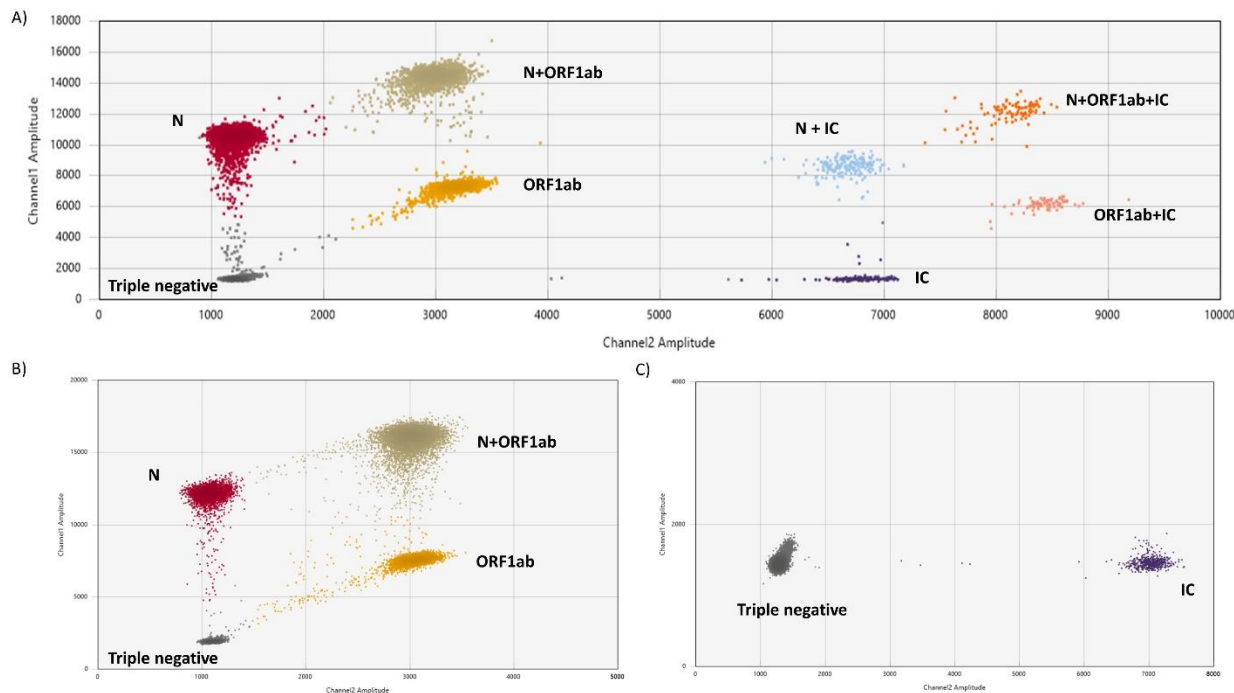 A)
18000
16000
14000
12000
10000
8000
6000
4000
2000
0
Channel1 Amplitude
N
N+ORF1ab
N+ORF1ab+IC
N + IC
ORF1ab
ORF1ab+IC
Triple negative
IC
0 1000 2000 3000 4000 5000 6000 7000 8000 9000 10000
Channel2 Amplitude
B)
20000
15000
10000
5000
0
Channel1 Amplitude
N
N+ORF1ab
ORF1ab
Triple negative
0 1000 2000 3000 4000 5000
Channel2 Amplitude
C)
4000
2000
0
Channel1 Amplitude
Triple negative
IC
0 1000 2000 3000 4000 5000 6000 7000 8000
Channel2 Amplitude